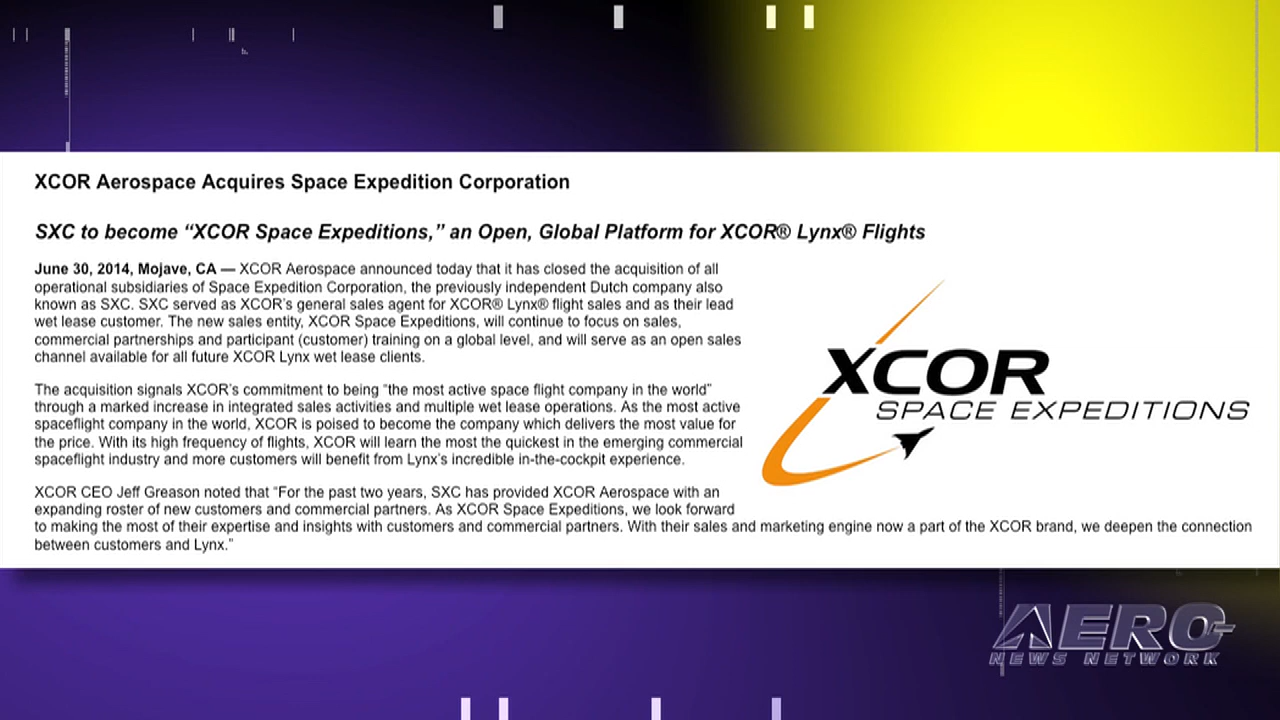 XCOR Aerospace Acquires Space Expedition Corporation
SXC to become “XCOR Space Expeditions,” an Open, Global Platform for XCOR® Lynx® Flights
June 30, 2014, Mojave, CA — XCOR Aerospace announced today that it has closed the acquisition of all
operational subsidiaries of Space Expedition Corporation, the previously independent Dutch company also
known as SXC. SXC served as XCOR’s general sales agent for XCOR® Lynx® flight sales and as their lead
wet lease customer. The new sales entity, XCOR Space Expeditions, will continue to focus on sales,
commercial partnerships and participant (customer) training on a global level, and will serve as an open sales
channel available for all future XCOR Lynx wet lease clients.
The acquisition signals XCOR’s commitment to being “the most active space flight company in the world”
through a marked increase in integrated sales activities and multiple wet lease operations. As the most active
spaceflight company in the world, XCOR is poised to become the company which delivers the most value for
the price. With its high frequency of flights, XCOR will learn the most the quickest in the emerging commercial
spaceflight industry and more customers will benefit from Lynx’s incredible in-the-cockpit experience.
XCOR CEO Jeff Greason noted that “For the past two years, SXC has provided XCOR Aerospace with an
expanding roster of new customers and commercial partners. As XCOR Space Expeditions, we look forward
to making the most of their expertise and insights with customers and commercial partners. With their sales and marketing engine now a part of the XCOR brand, we deepen the connection
between customers and Lynx.”
XCOR
SPACE EXPEDITIONS
AERO-
NEWS NETWORK